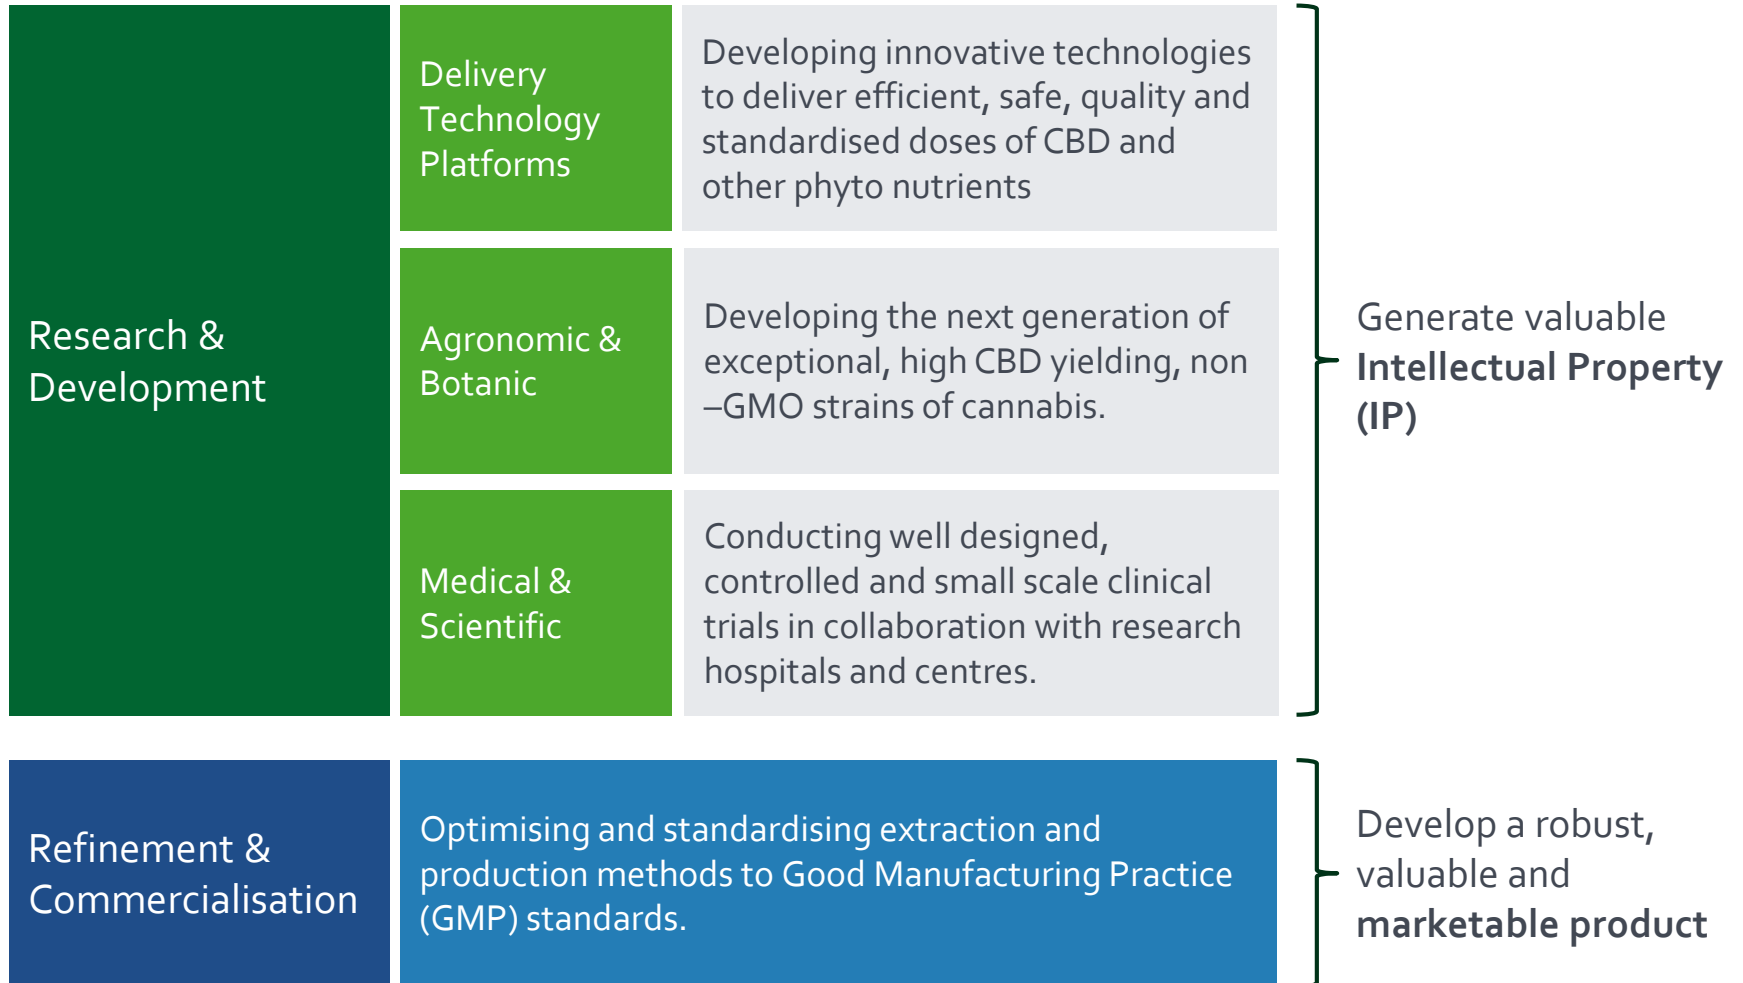 Research &
Development
Delivery
Technology
Platforms
Developing innovative technologies
to deliver efficient, safe, quality and
standardised doses of CBD and
other phyto nutrients
Agronomic &
Botanic
Developing the next generation of
exceptional, high CBD yielding, non
–GMO strains of cannabis.
Medical &
Scientific
Conducting well designed,
controlled and small scale clinical
trials in collaboration with research
hospitals and centres.
Generate valuable
Intellectual Property
(IP)
Refinement &
Commercialisation
Optimising and standardising extraction and
production methods to Good Manufacturing Practice
(GMP) standards.
Develop a robust,
valuable and
marketable product